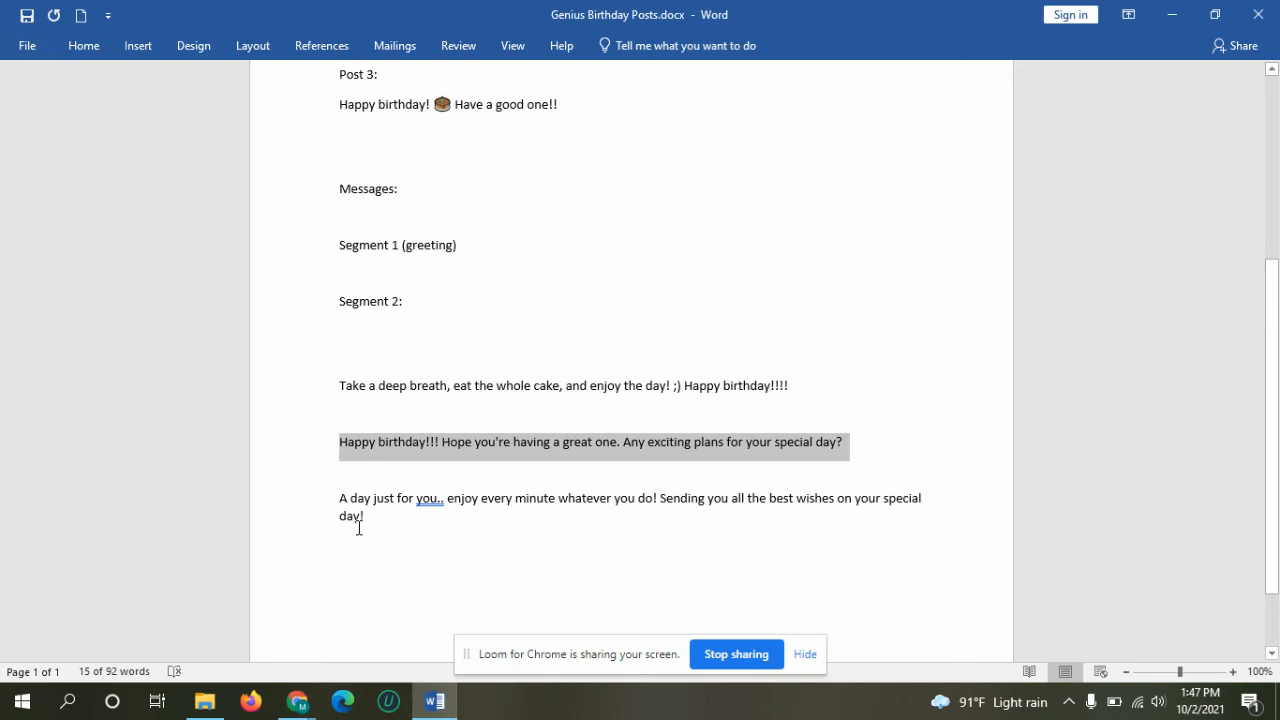 Genius Birthday Posts.docx - Word
Sign in
File Home Insert Design Layout References Mailings Review View Help Tell me what you want to do Share
Post 3:
Happy birthday! 🎂 Have a good one!!
Messages:
Segment 1 (greeting)
Segment 2:
Take a deep breath, eat the whole cake, and enjoy the day! ;) Happy birthday!!!!
Happy birthday!!! Hope you're having a great one. Any exciting plans for your special day?
A day just for you.. enjoy every minute whatever you do! Sending you all the best wishes on your special
day!
Loom for Chrome is sharing your screen. Stop sharing Hide
Page 1 of 1 15 of 92 words 100%
91°F Light rain
1:47 PM
10/2/2021
1